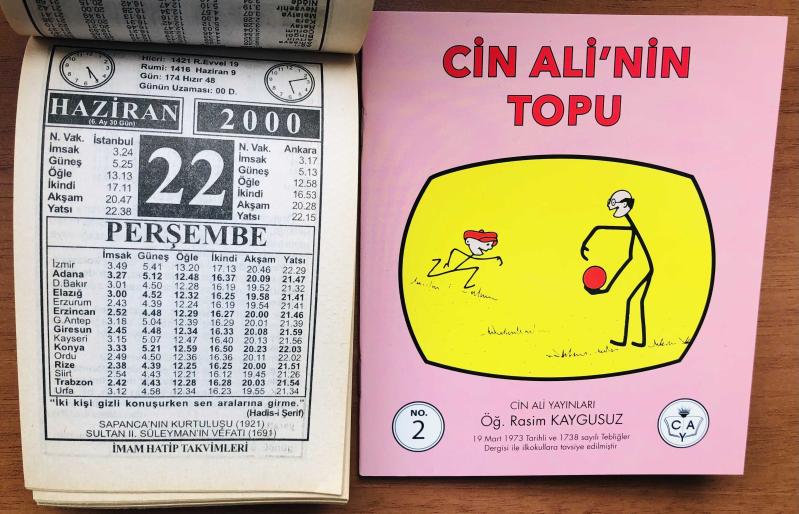 Hicri: 1421 R.Evvel 19
Rumi: 1416 Haziran 9
Gün: 174 Hızır 48
Günün Uzaması: 00 D.
HAZİRAN
(6. Ay 30 Gün)
2000
N. Vak. İstanbul
İmsak 3.24
Güneş 5.25
Öğle 13.13
İkindi 17.11
Akşam 20.47
Yatsı 22.38
22
N. Vak. Ankara
İmsak 3.17
Güneş 5.13
Öğle 12.58
İkindi 16.53
Akşam 20.28
Yatsı 22.15
PERŞEMBE
İmsak Güneş Öğle İkindi Akşam Yatsı
İzmir 3.49 5.41 13.20 17.13 20.46 22.29
Adana 3.27 5.12 12.48 16.37 20.09 21.47
D.Bakır 3.01 4.50 12.28 16.19 19.52 21.32
Elazığ 3.00 4.52 12.32 16.25 19.58 21.41
Erzurum 2.43 4.39 12.24 16.19 19.54 21.41
Erzincan 2.52 4.48 12.29 16.27 20.00 21.46
G.Antep 3.18 5.04 12.39 16.29 20.01 21.39
Giresun 2.45 4.48 12.34 16.33 20.08 21.59
Kayseri 3.15 5.07 12.47 16.40 20.13 21.56
Konya 3.33 5.21 12.59 16.50 20.23 22.03
Ordu 2.49 4.50 12.36 16.36 20.11 22.02
Rize 2.38 4.39 12.25 16.25 20.00 21.51
Siirt 2.54 4.43 12.21 16.12 19.45 21.26
Trabzon 2.42 4.43 12.28 16.28 20.03 21.54
Urfa 3.12 4.58 12.34 16.23 19.55 21.34
“İki kişi gizli konuşurken sen aralarına girme.”
(Hadis-i Şerif)
SAPANCA'NIN KURTULUŞU (1921)
SULTAN II. SÜLEYMAN'IN VEFATI (1691)
İMAM HATİP TAKVİMLERİ
CİN ALİ'NİN
TOPU
NO.
2
CİN ALİ YAYINLARI
Öğ. Rasim KAYGUSUZ
19 Mart 1973 Tarihli ve 1738 sayılı Tebliğler
Dergisi ile ilkokullara tavsiye edilmiştir
C A
Y